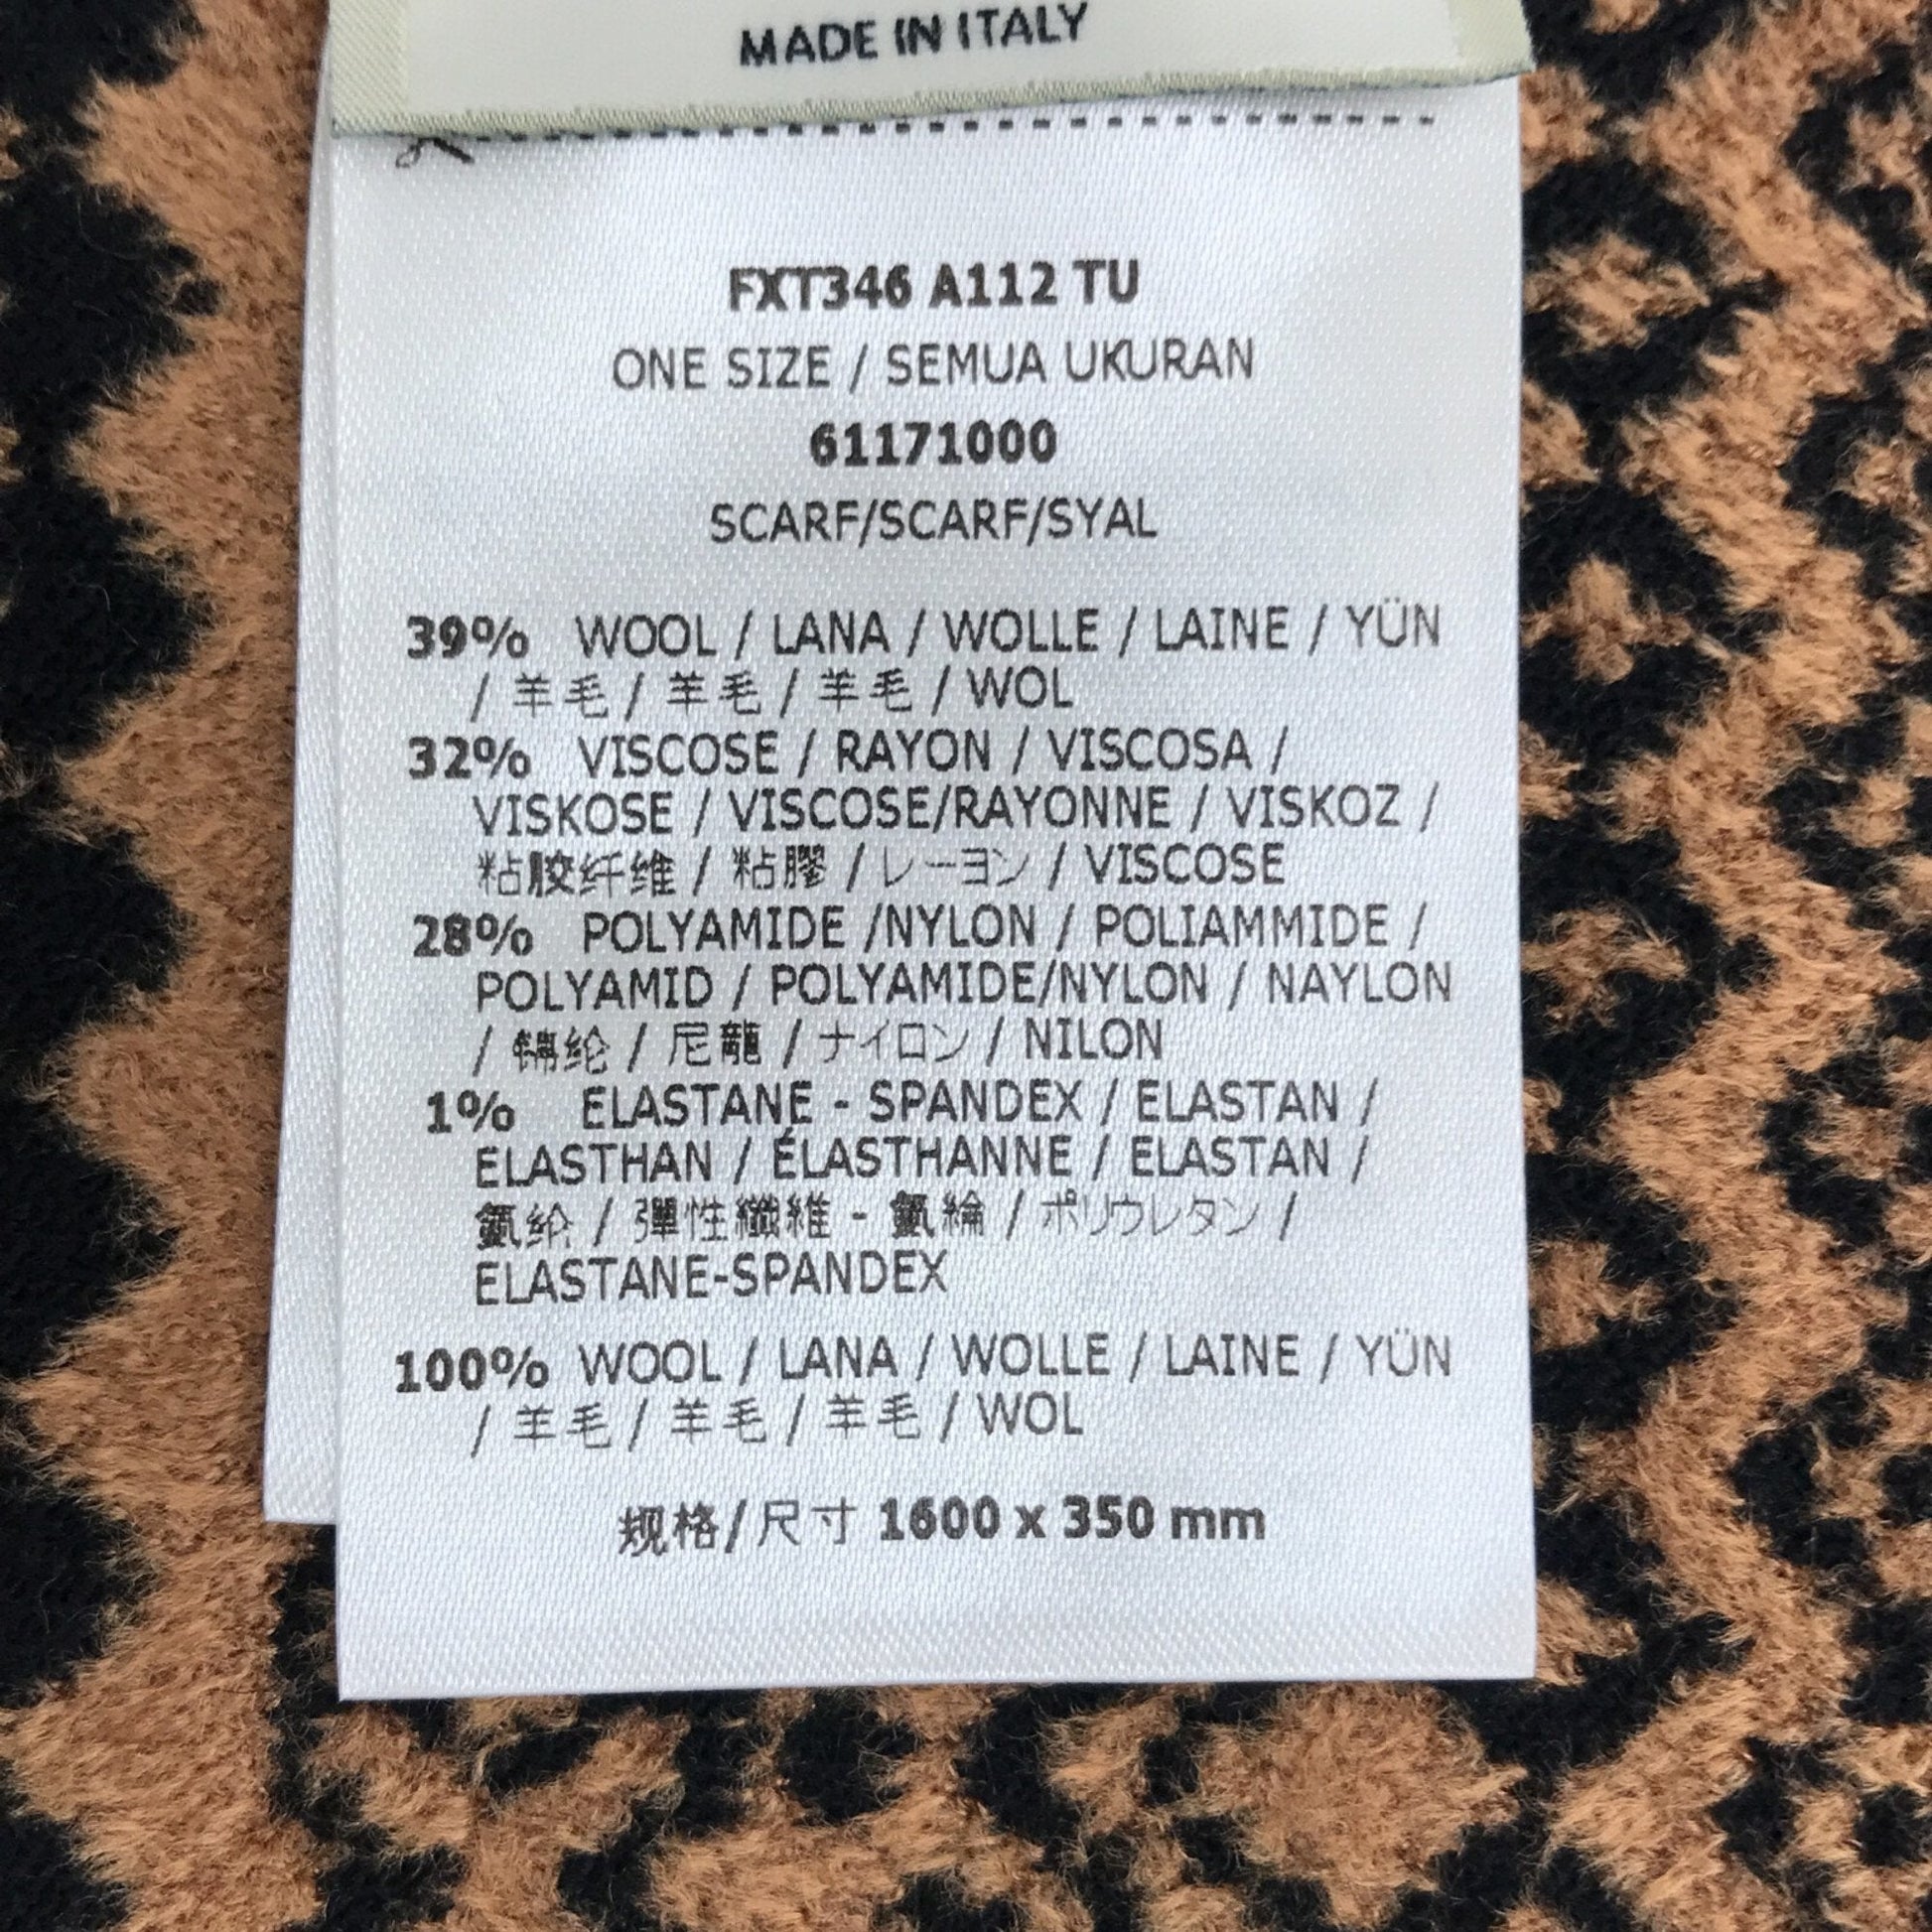 MADE IN ITALY
FXT346 A112 TU
ONE SIZE / SEMUA UKURAN
61171000
SCARF/SCARF/SYAL
39% WOOL / LANA / WOLLE / LAINE / YÜN
/ 羊毛 / 羊毛 / 羊毛 / WOL
32% VISCOSE / RAYON / VISCOSA /
VISKOSE / VISCOSE/RAYONNE / VISKOZ /
粘胶纤维 / 粘膠 / レーヨン / VISCOSE
28% POLYAMIDE /NYLON / POLIAMMIDE /
POLYAMID / POLYAMIDE/NYLON / NAYLON
/ 锦纶 / 尼龍 / ナイロン / NILON
1% ELASTANE - SPANDEX / ELASTAN /
ELASTHAN / ÉLASTHANNE / ELASTAN /
氨纶 / 彈性纖維 - 氨綸 / ポリウレタン /
ELASTANE-SPANDEX
100% WOOL / LANA / WOLLE / LAINE / YÜN
/ 羊毛 / 羊毛 / 羊毛 / WOL
规格/尺寸 1600 x 350 mm